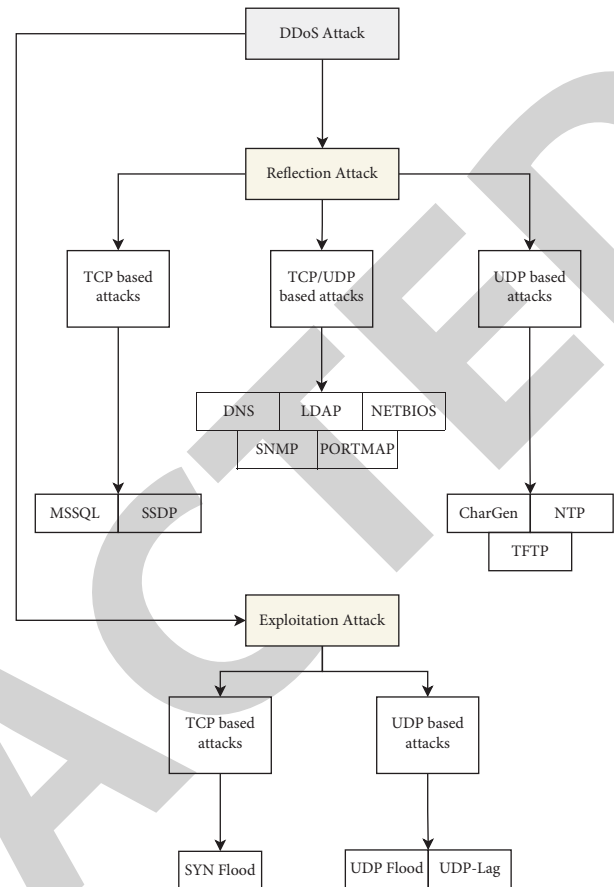 DDoS Attack
Reflection Attack
TCP based
attacks
TCP/UDP
based attacks
UDP based
attacks
DNS LDAP NETBIOS
SNMP PORTMAP
MSSQL SSDP
CharGen NTP
TFTP
Exploitation Attack
TCP based
attacks
UDP based
attacks
SYN Flood
UDP Flood UDP-Lag